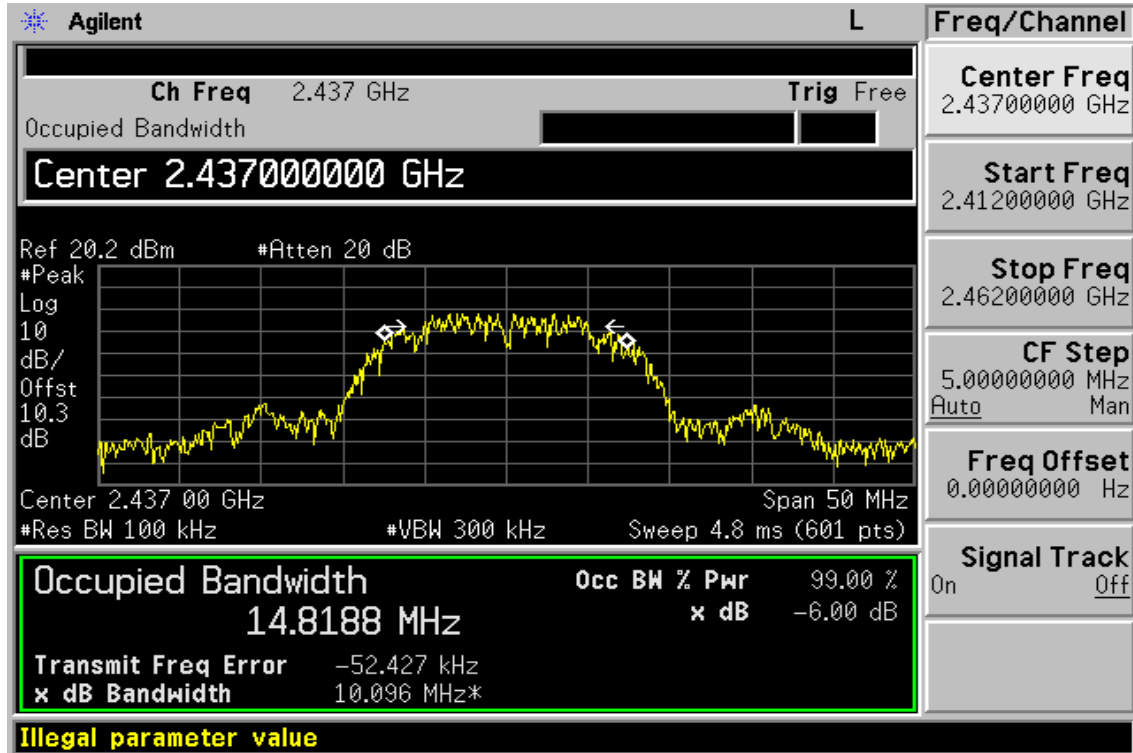 Agilent L Freq/Channel
Ch Freq 2.437 GHz Trig Free
Occupied Bandwidth
Center 2.437000000 GHz
Ref 20.2 dBm #Atten 20 dB
#Peak
Log
10
dB/
Offst
10.3
dB
Center 2.437 00 GHz Span 50 MHz
#Res BW 100 kHz #VBW 300 kHz Sweep 4.8 ms (601 pts)
Occupied Bandwidth Occ BW % Pwr 99.00 %
14.8188 MHz x dB -6.00 dB
Transmit Freq Error -52.427 kHz
x dB Bandwidth 10.096 MHz*
Illegal parameter value
Center Freq
2.43700000 GHz
Start Freq
2.41200000 GHz
Stop Freq
2.46200000 GHz
CF Step
5.00000000 MHz
Auto Man
Freq Offset
0.00000000 Hz
Signal Track
On Off